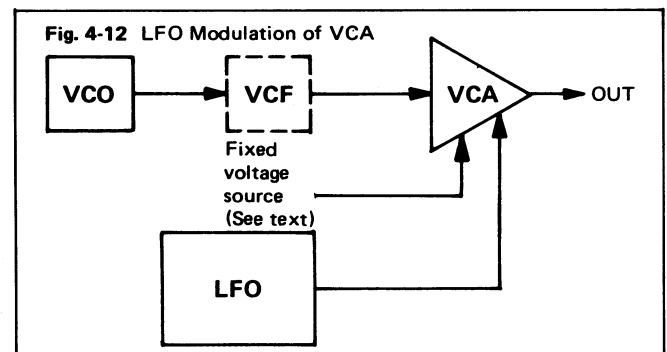 Fig. 4-12 LFO Modulation of VCA
VCO
VCF
VCA
OUT
Fixed
voltage
source
(See text)
LFO